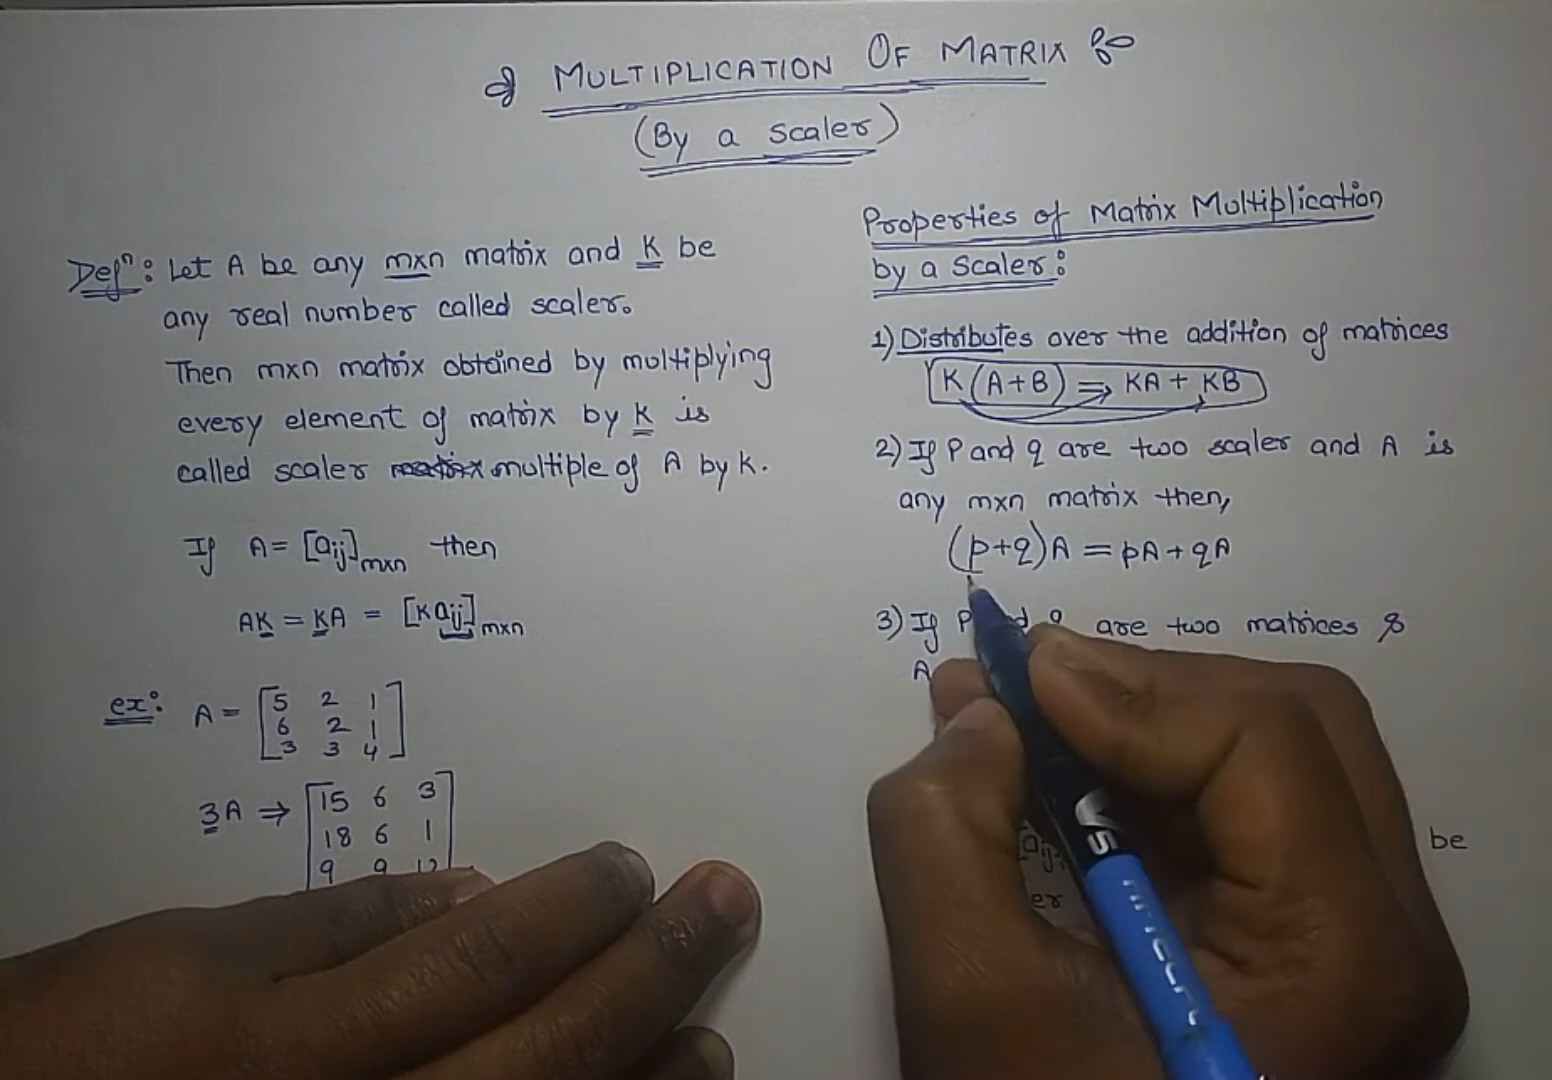 MULTIPLICATION OF MATRIX
(By a scaler)
Defⁿ: Let A be any mxn matrix and K be
any real number called scaler.
Then mxn matrix obtained by multiplying
every element of matrix by K is
called scaler multiple of A by K.
If A = [aij]mxn then
AK = KA = [Kaij]mxn
ex: A = [5 2 1
6 2 1
3 3 4]
3A ⇒ [15 6 3
18 6 1
9 9 12]
Properties of Matrix Multiplication
by a Scaler:
1) Distributes over the addition of matrices
K(A+B) ⇒ KA + KB
2) If P and q are two scaler and A is
any mxn matrix then,
(p+q)A = pA + qA
3) If P are two matrices &
A
[aij be
er
V5